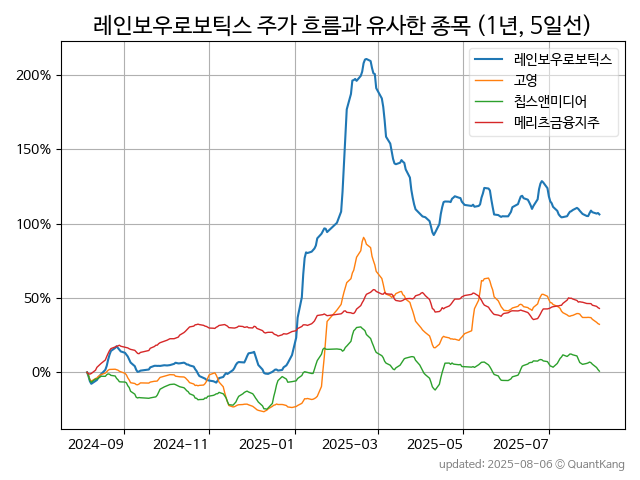 레인보우로보틱스 주가 흐름과 유사한 종목 (1년, 5일선)
레인보우로보틱스
고영
칩스앤미디어
메리츠금융지주
200%
150%
100%
50%
0%
2024-09 2024-11 2025-01 2025-03 2025-05 2025-07
updated: 2025-08-06 © QuantKang